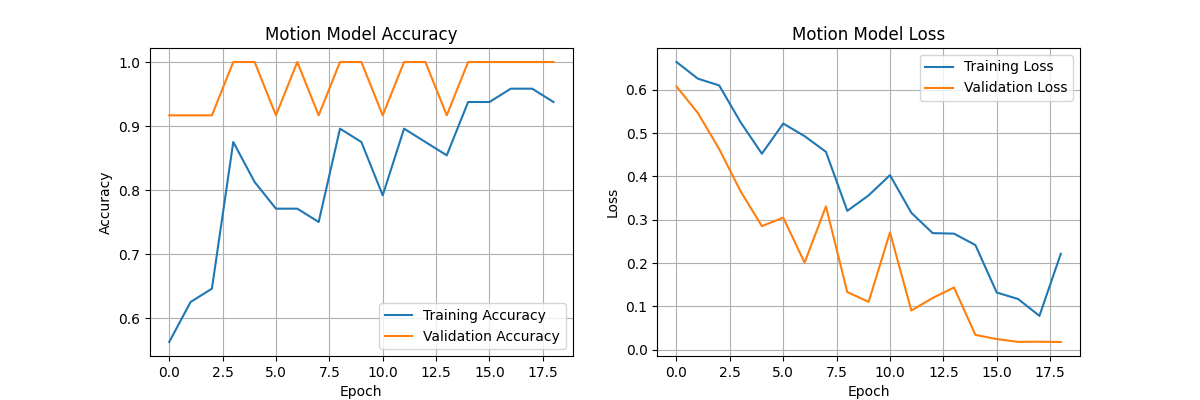 Motion Model Accuracy
1.0
0.9
0.8
0.7
0.6
Accuracy
Training Accuracy
Validation Accuracy
0.0 2.5 5.0 7.5 10.0 12.5 15.0 17.5
Epoch
Motion Model Loss
Training Loss
Validation Loss
0.6
0.5
0.4
0.3
0.2
0.1
0.0
Loss
0.0 2.5 5.0 7.5 10.0 12.5 15.0 17.5
Epoch